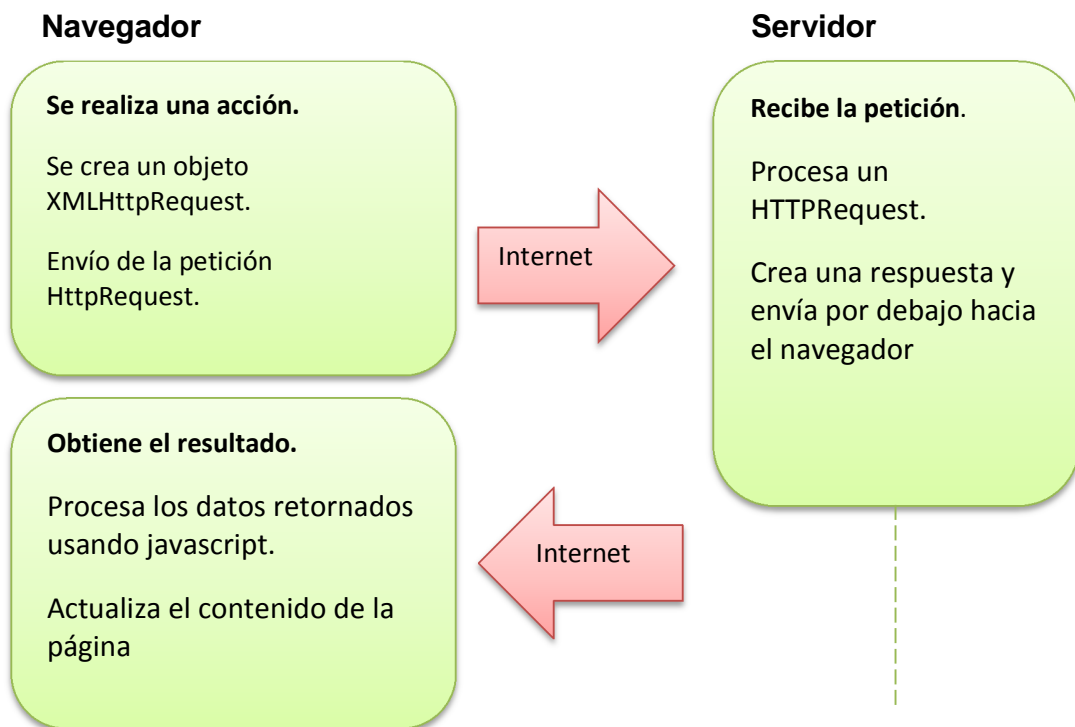 Navegador
Se realiza una acción.
Se crea un objeto
XMLHttpRequest.
Envío de la petición
HttpRequest.
Internet
Servidor
Recibe la petición.
Procesa un
HTTPRequest.
Crea una respuesta y
envía por debajo hacia
el navegador
Internet
Obtiene el resultado.
Procesa los datos retornados
usando javascript.
Actualiza el contenido de la
página